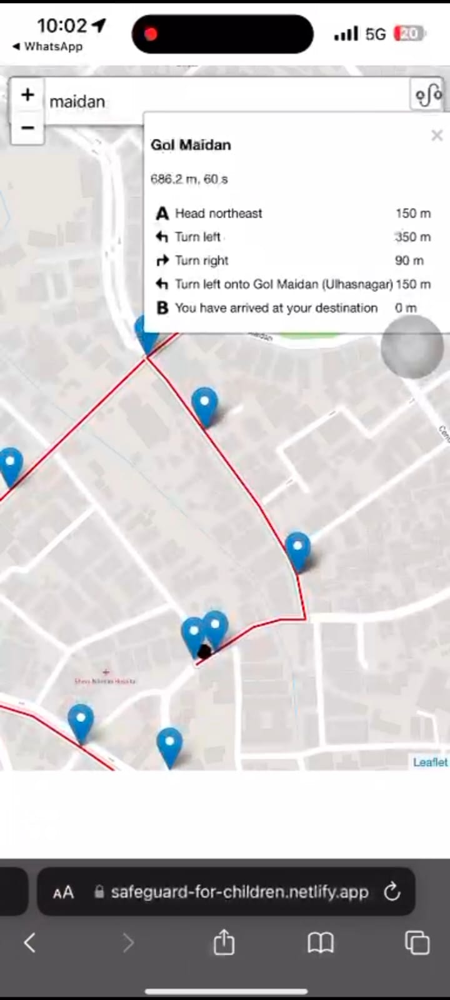 10:02
5G 20
WhatsApp
+
maidan
−
Gol Maidan
×
686.2 m, 60 s
A Head northeast 150 m
Turn left 350 m
Turn right 90 m
Turn left onto Gol Maidan (Ulhasnagar) 150 m
B You have arrived at your destination 0 m
Leaflet
AA safeguard-for-children.netlify.app